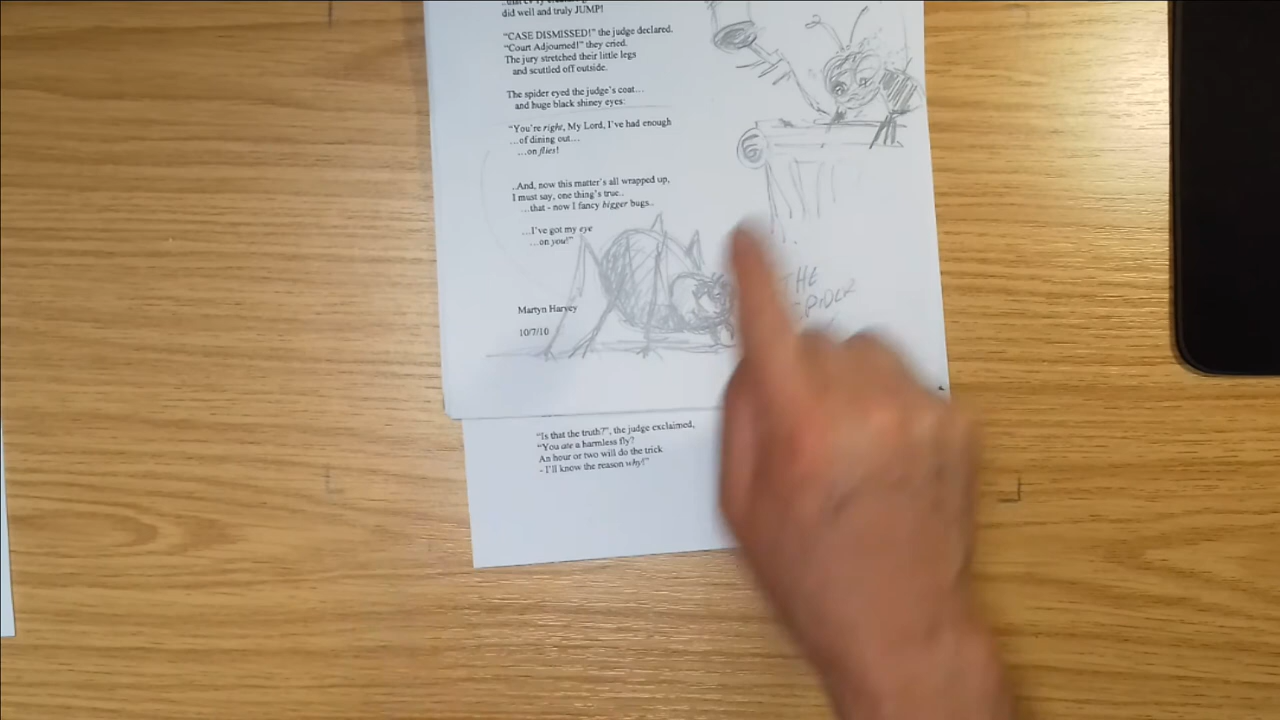 did well and truly JUMP!
“CASE DISMISSED!” the judge declared.
“Court Adjourned!” they cried.
The jury stretched their little legs
and scuttled off outside.
The spider eyed the judge’s coat…
and huge black shiney eyes:
“You’re right, My Lord, I’ve had enough
…of dining out…
…on flies!
..And, now this matter’s all wrapped up,
I must say, one thing’s true..
…that - now I fancy bigger bugs..
…I’ve got my eye
…on you!”
Martyn Harvey
10/7/10
THE
SPIDER
“Is that the truth?”, the judge exclaimed,
“You ate a harmless fly?
An hour or two will do the trick
- I’ll know the reason why!”